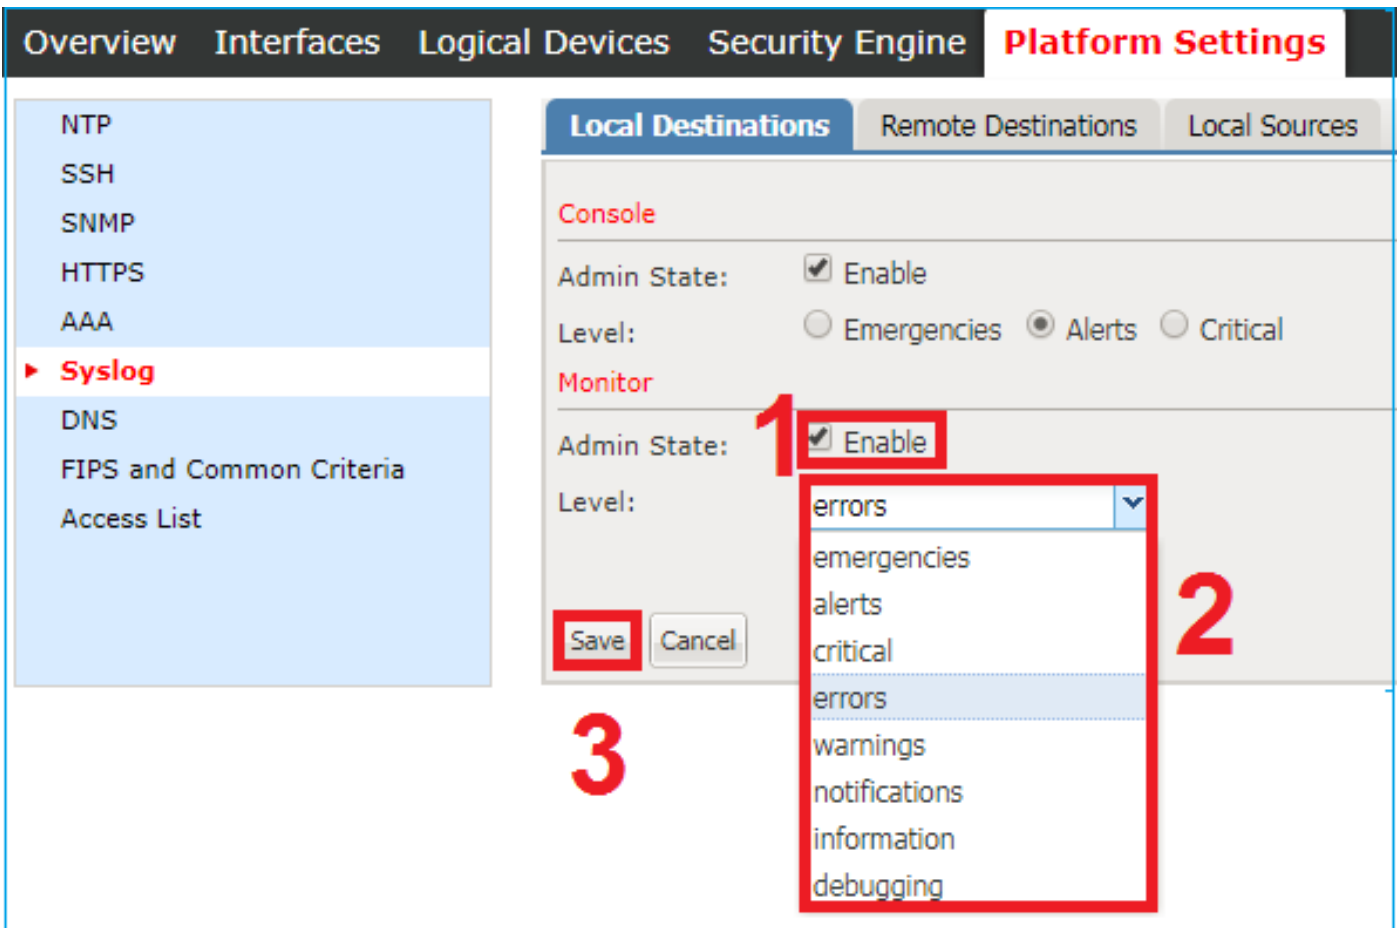 Overview Interfaces Logical Devices Security Engine Platform Settings
NTP
SSH
SNMP
HTTPS
AAA
Syslog
DNS
FIPS and Common Criteria
Access List
Local Destinations Remote Destinations Local Sources
Console
Admin State: Enable
Level: Emergencies Alerts Critical
Monitor
Admin State: 1 Enable
Level: errors
emergencies
alerts
critical
errors
warnings
notifications
information
debugging
2
Save Cancel
3